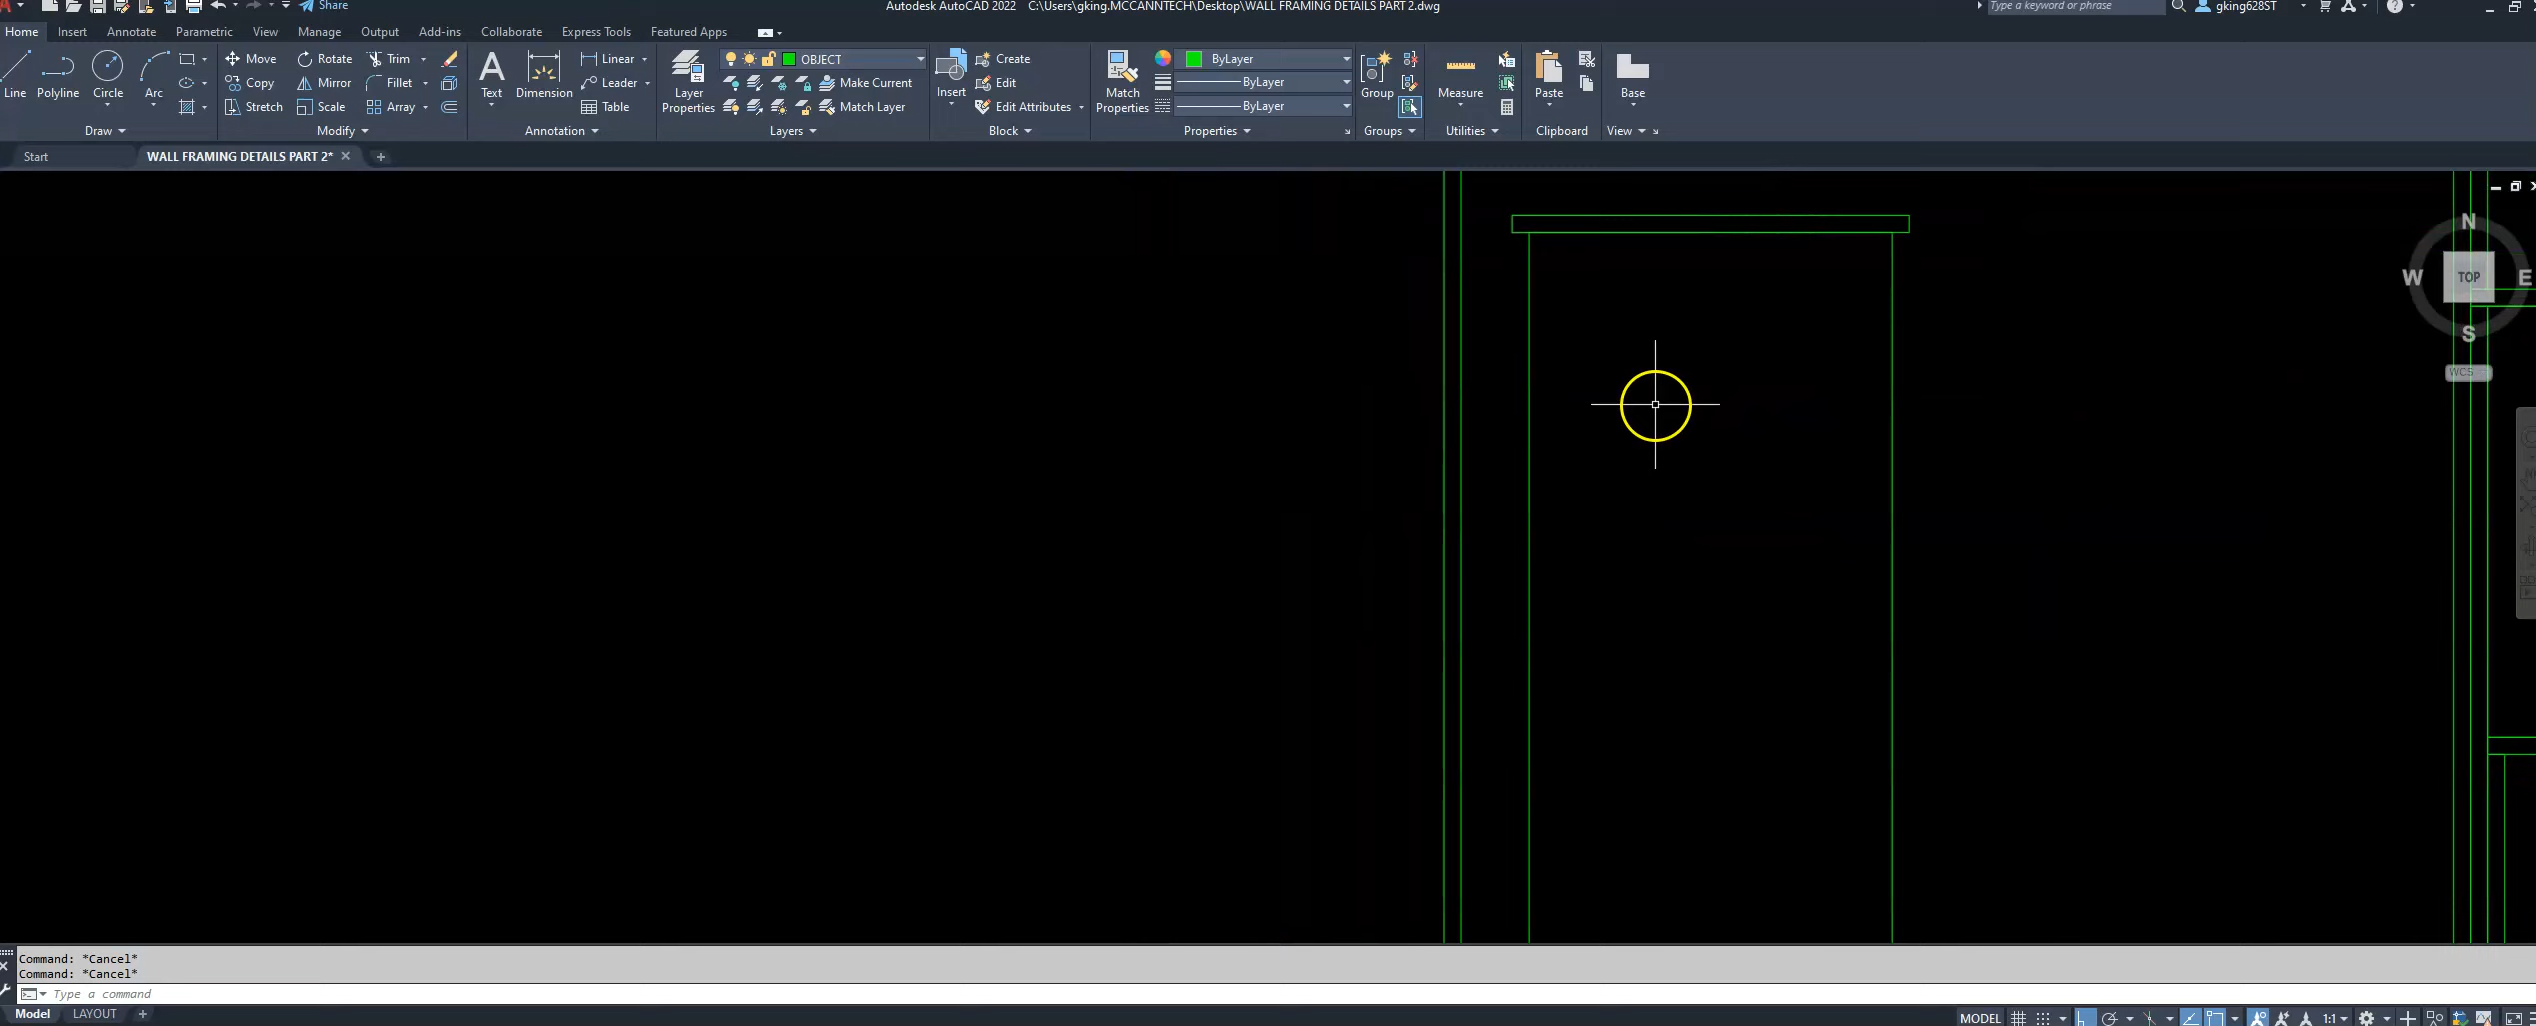 Share
Autodesk AutoCAD 2022 C:\Users\gking.MCCANNTECH\Desktop\WALL FRAMING DETAILS PART 2.dwg
Type a keyword or phrase
gking628ST
Home Insert Annotate Parametric View Manage Output Add-ins Collaborate Express Tools Featured Apps
Line
Polyline
Circle
Arc
Draw
Move Rotate Trim
Copy Mirror Fillet
Stretch Scale Array
Modify
Text
Dimension
Linear
Leader
Table
Annotation
Layer
Properties
OBJECT
Make Current
Match Layer
Layers
Insert
Create
Edit
Edit Attributes
Block
Match
Properties
ByLayer
ByLayer
ByLayer
Properties
Group
Groups
Measure
Utilities
Paste
Clipboard
Base
View
Start WALL FRAMING DETAILS PART 2*
N
W TOP E
S
WCS
Command: *Cancel*
Command: *Cancel*
Type a command
Model LAYOUT
MODEL 1:1